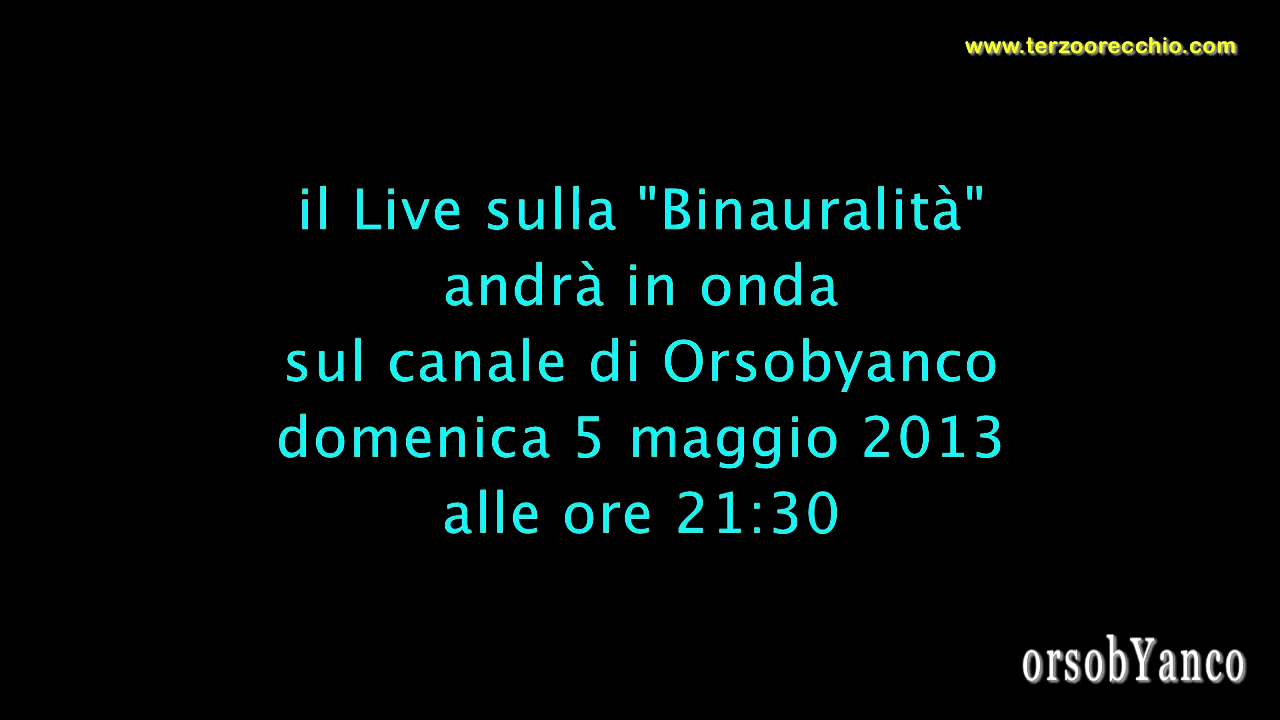 www.terzoorecchio.com
il Live sulla "Binauralità"
andrà in onda
sul canale di Orsobyanco
domenica 5 maggio 2013
alle ore 21:30
orsobYanco